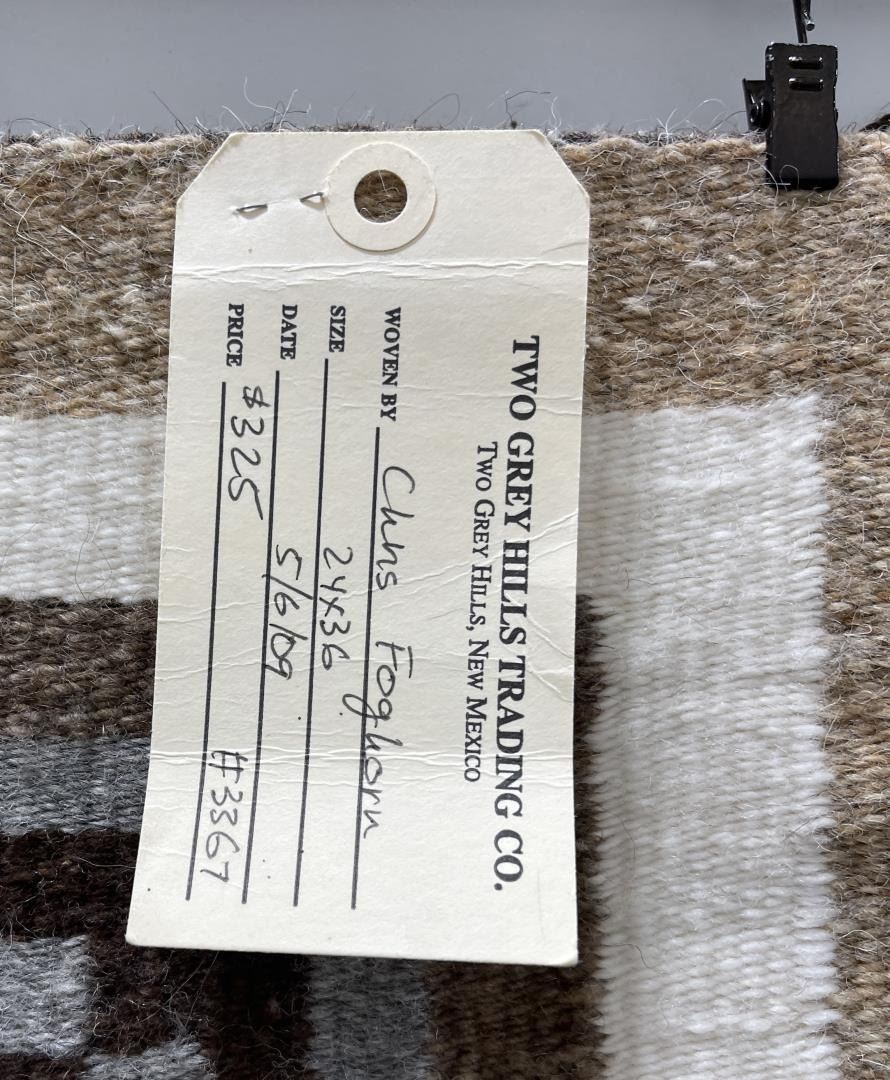 TWO GREY HILLS TRADING CO.
TWO GREY HILLS, NEW MEXICO
WOVEN BY Chris Foghorn
SIZE 24x36
DATE 5/6/09
PRICE $325 #3367